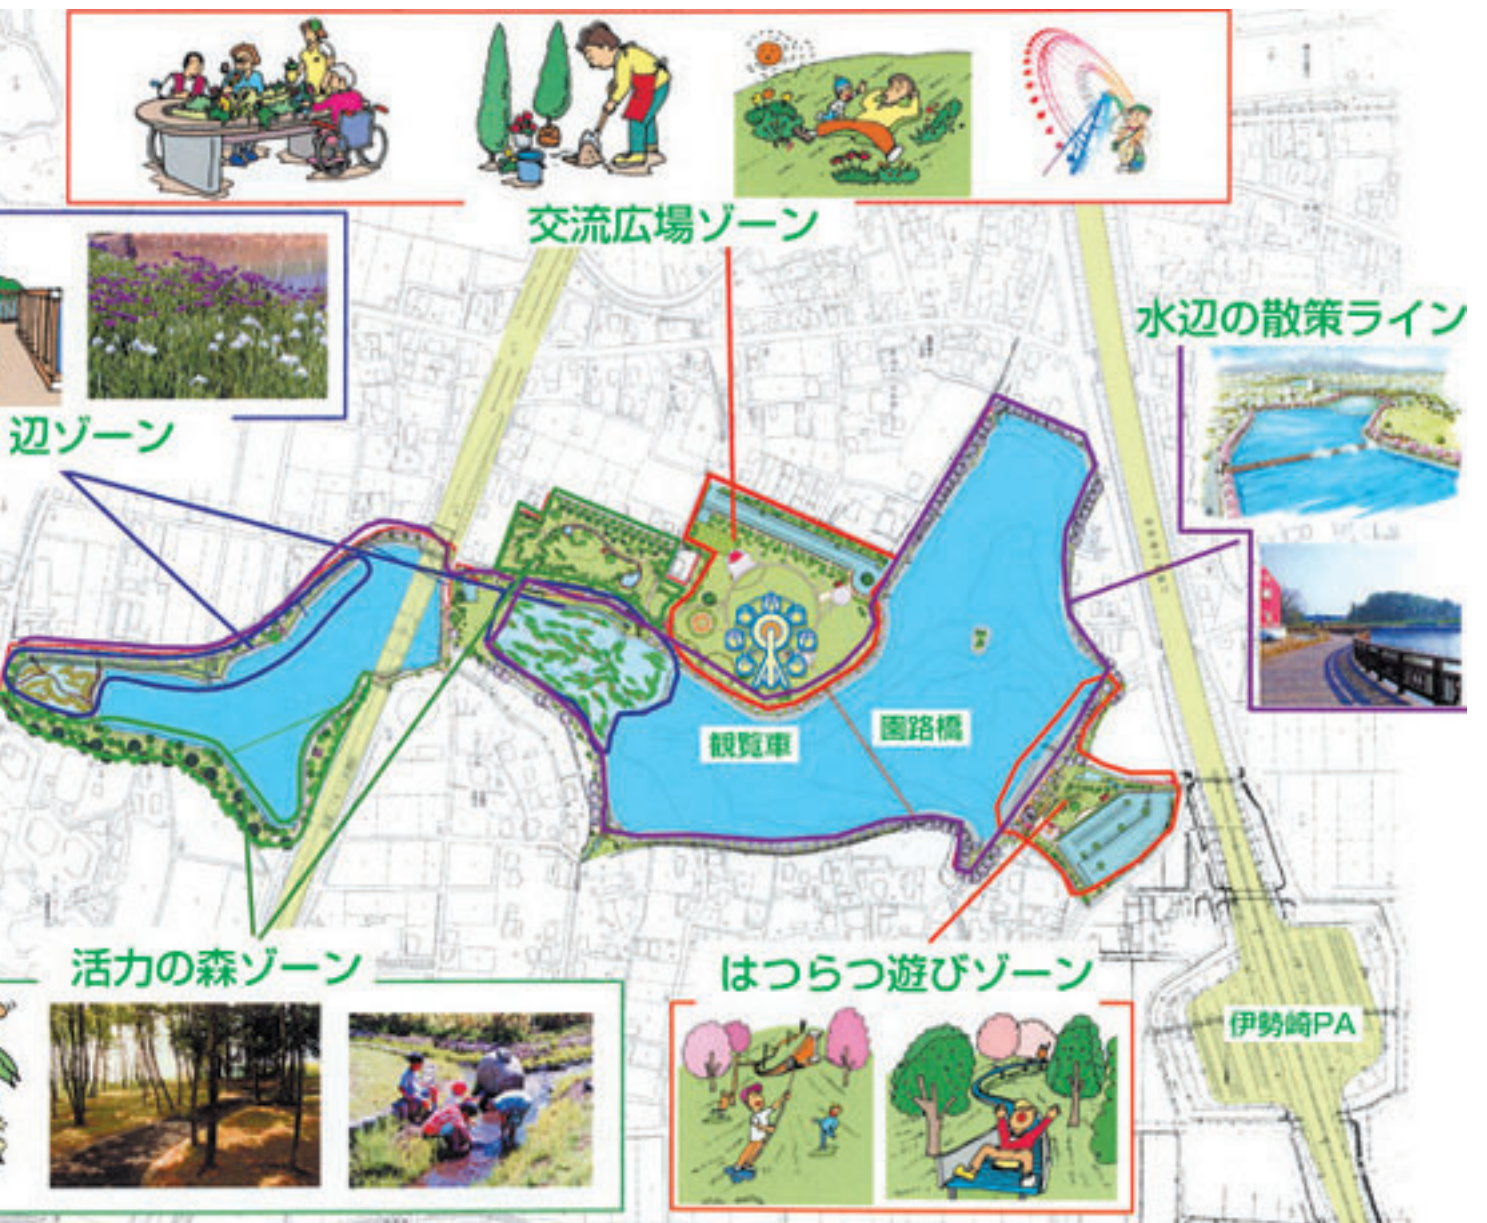 交流広場ゾーン
水辺の散策ライン
辺ゾーン
園路橋
観覧車
活力の森ゾーン
はつらつ遊びゾーン
伊勢崎PA